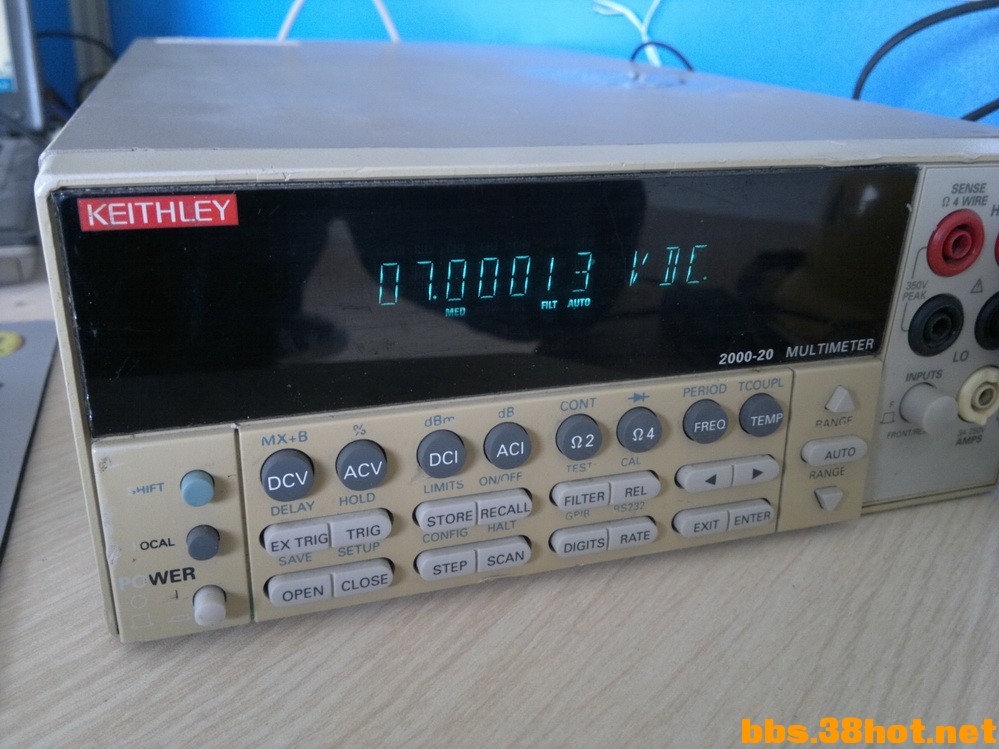 KEITHLEY
07.00013 VDC
MED FILT AUTO
2000-20 MULTIMETER
SENSE
Ω 4 WIRE
350V
PEAK
LO
INPUTS
AMPS
MX+B % dBm dB CONT PERIOD TCOUPL
DCV ACV DCI ACI Ω2 Ω4 FREQ TEMP
DELAY HOLD LIMITS ON/OFF TEST CAL
EX TRIG TRIG STORE RECALL FILTER REL
SAVE SETUP CONFIG HALT GPIB RS232
OPEN CLOSE STEP SCAN DIGITS RATE EXIT ENTER
RANGE
AUTO
RANGE
HIFT
OCAL
POWER
bbs.38hot.net